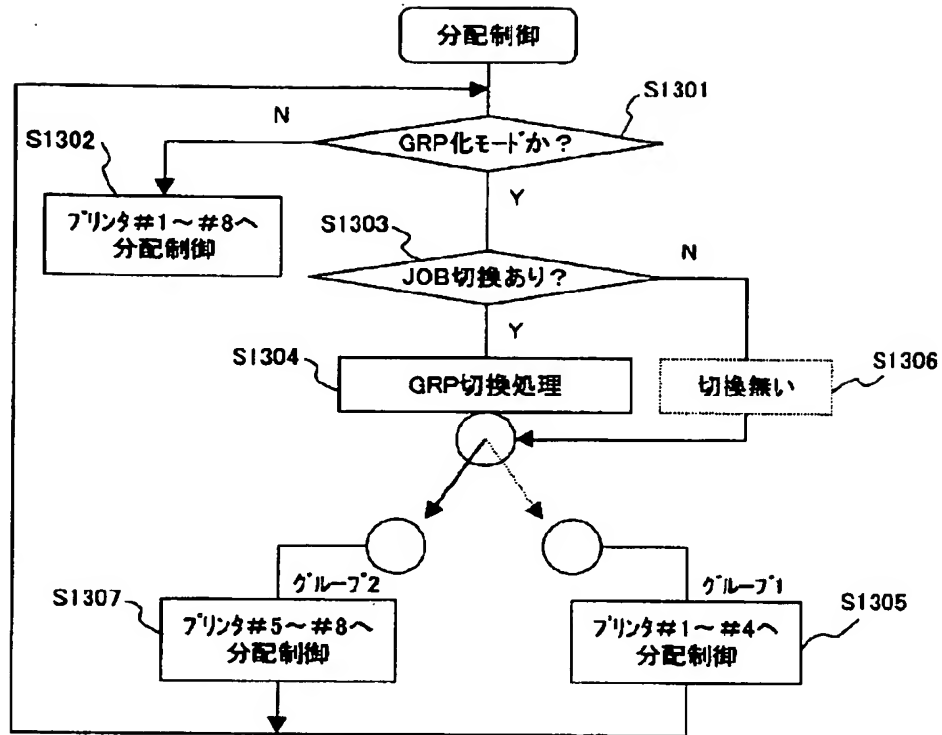 分配制御
S1301
N
GRP化モードか？
S1302
Y
プリンタ#1～#8へ
分配制御
S1303
N
JOB切換あり？
Y
S1304
GRP切換処理
切換無い
S1306
グループ2
グループ1
S1307
プリンタ#5～#8へ
分配制御
プリンタ#1～#4へ
分配制御
S1305